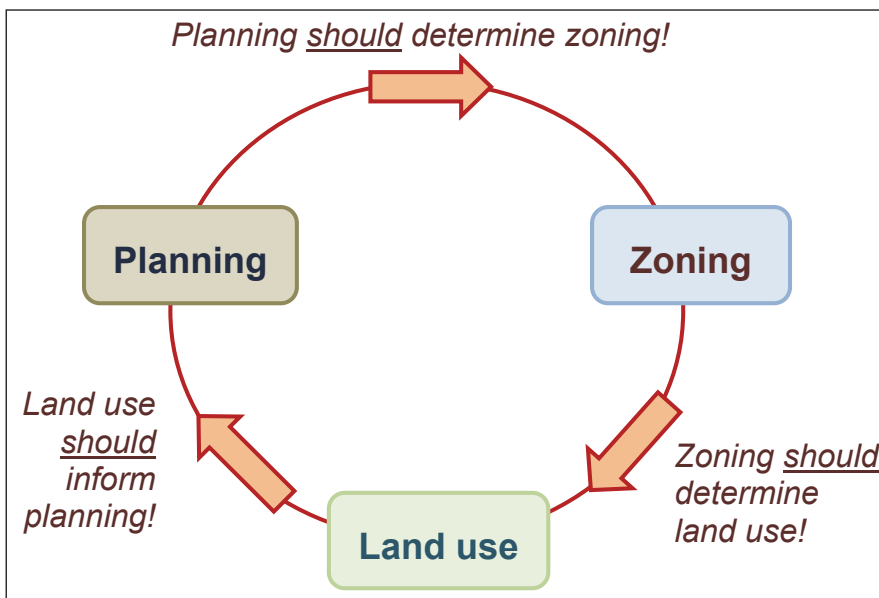 Planning should determine zoning!
Planning
Zoning
Land use
should
inform
planning!
Zoning should
determine
land use!
Land use